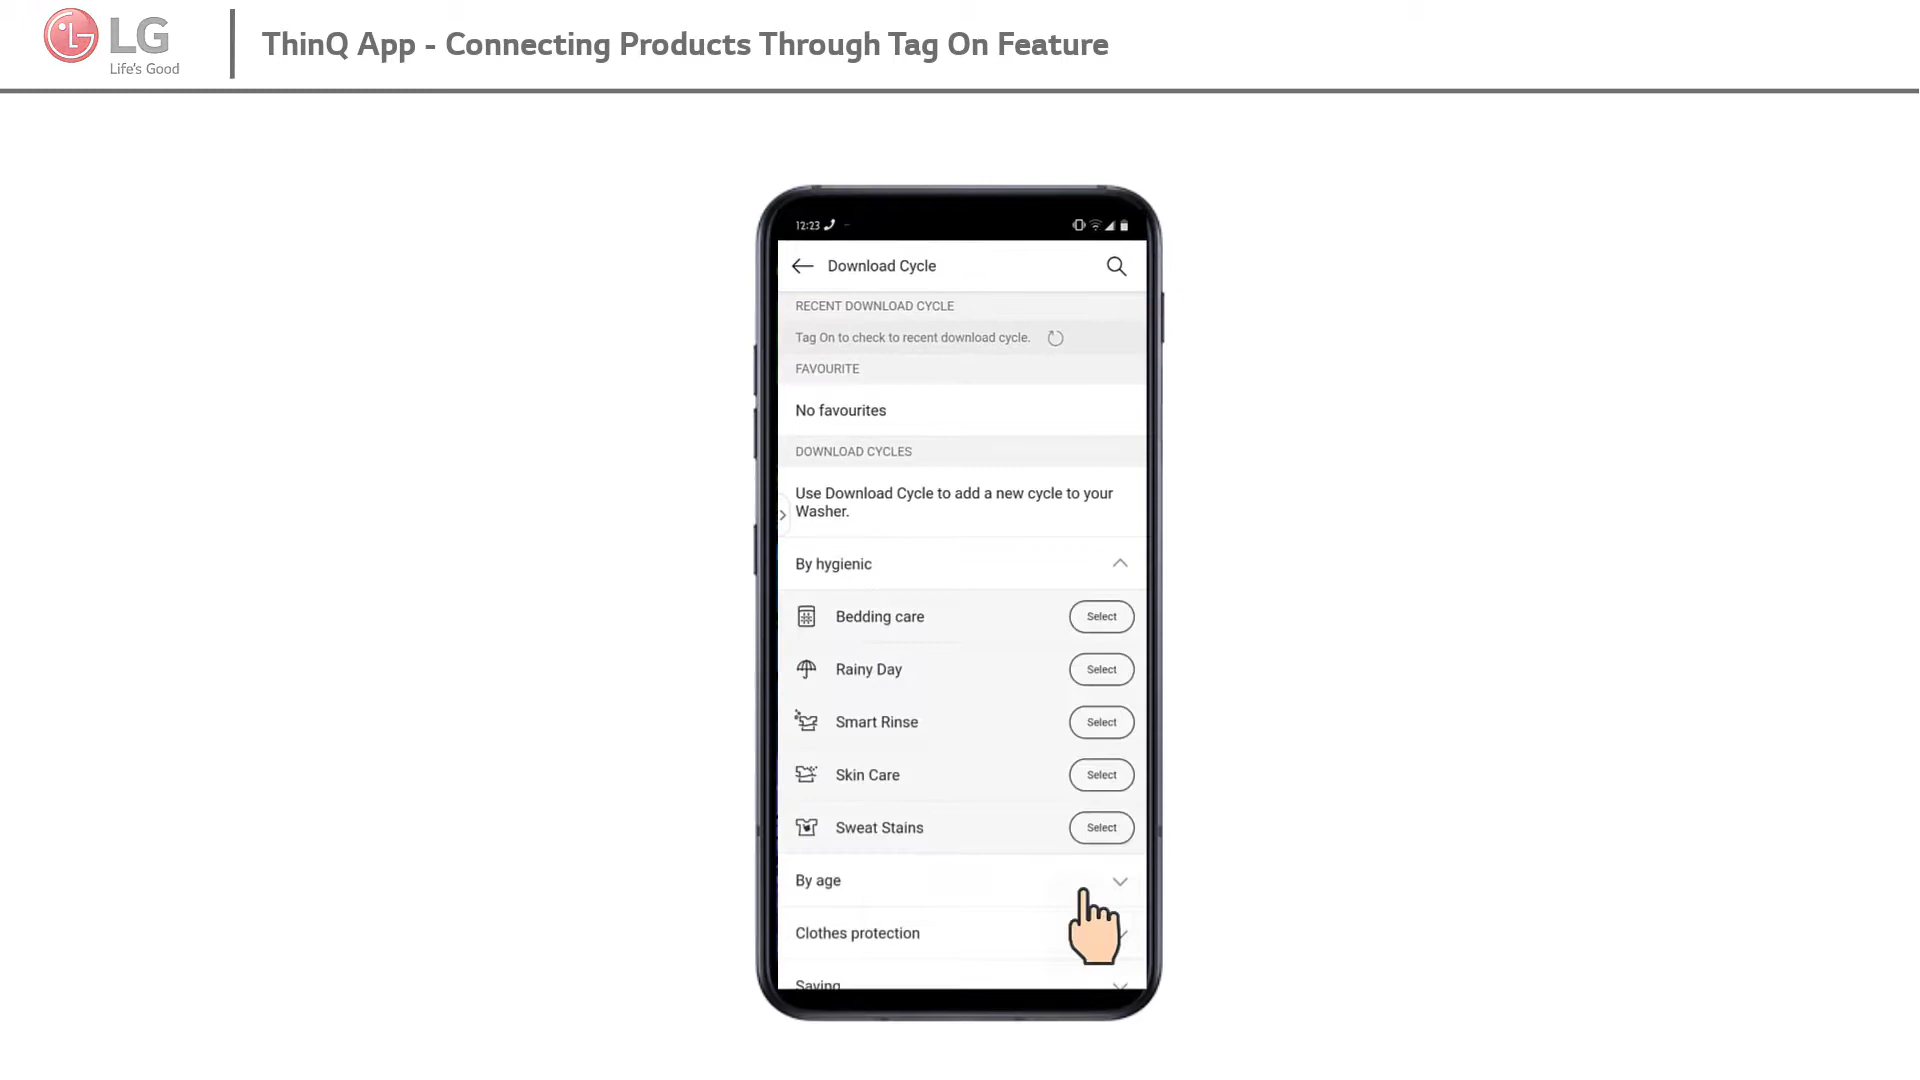 LG
Life's Good
ThinQ App - Connecting Products Through Tag On Feature
12:23
Download Cycle
RECENT DOWNLOAD CYCLE
Tag On to check to recent download cycle.
FAVOURITE
No favourites
DOWNLOAD CYCLES
Use Download Cycle to add a new cycle to your
Washer.
By hygienic
Bedding care Select
Rainy Day Select
Smart Rinse Select
Skin Care Select
Sweat Stains Select
By age
Clothes protection
Saving